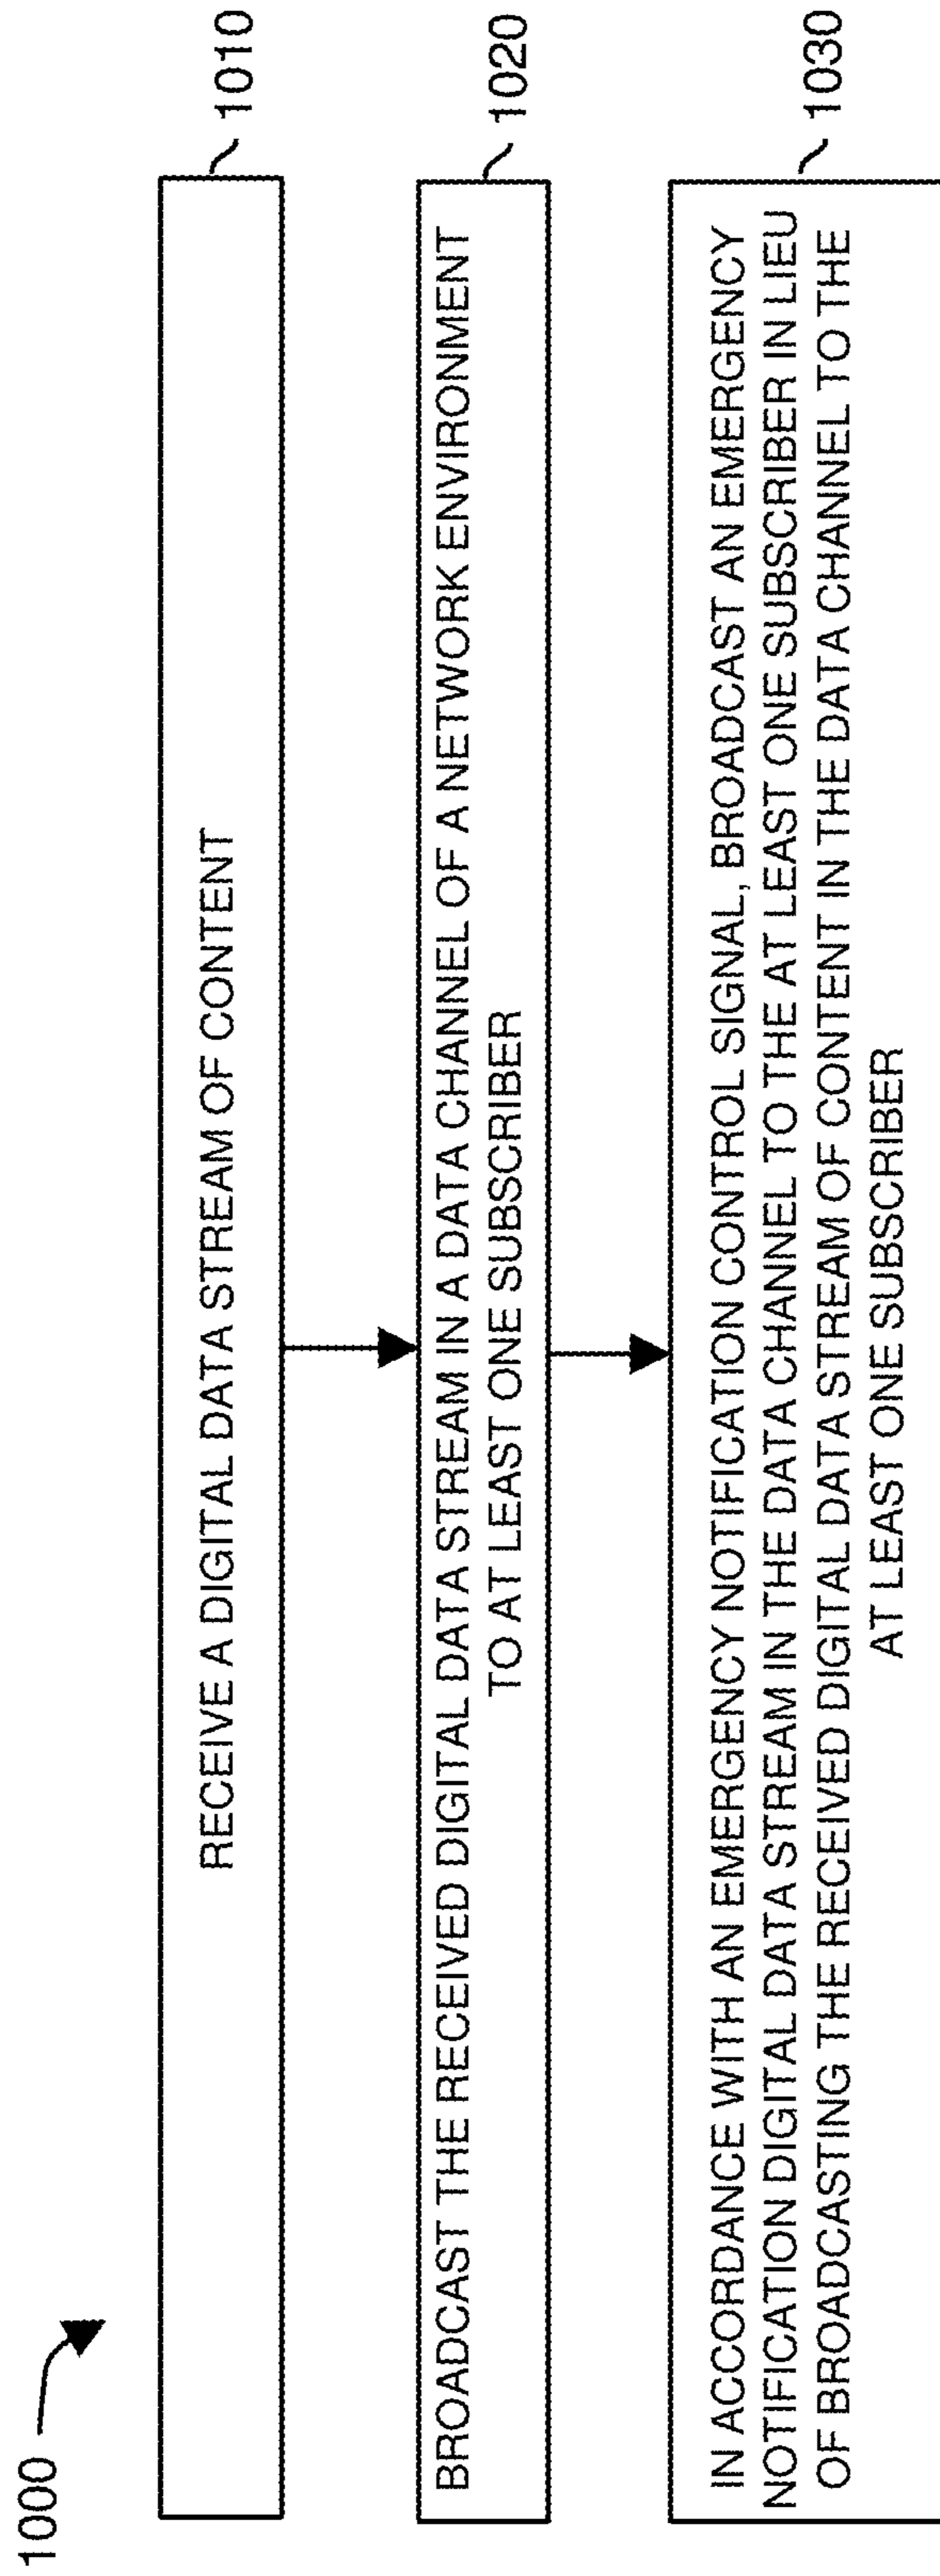 1000
RECEIVE A DIGITAL DATA STREAM OF CONTENT
1010
BROADCAST THE RECEIVED DIGITAL DATA STREAM IN A DATA CHANNEL OF A NETWORK ENVIRONMENT
TO AT LEAST ONE SUBSCRIBER
1020
IN ACCORDANCE WITH AN EMERGENCY NOTIFICATION CONTROL SIGNAL, BROADCAST AN EMERGENCY
NOTIFICATION DIGITAL DATA STREAM IN THE DATA CHANNEL TO THE AT LEAST ONE SUBSCRIBER IN LIEU
OF BROADCASTING THE RECEIVED DIGITAL DATA STREAM OF CONTENT IN THE DATA CHANNEL TO THE
AT LEAST ONE SUBSCRIBER
1030